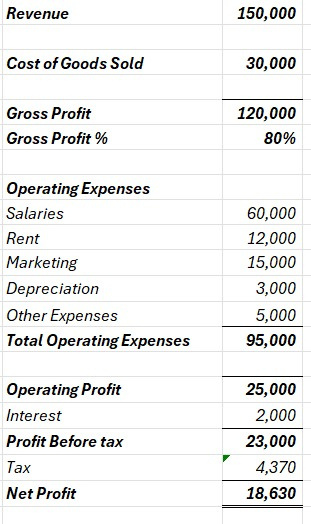 Revenue 150,000
Cost of Goods Sold 30,000
Gross Profit 120,000
Gross Profit % 80%
Operating Expenses
Salaries 60,000
Rent 12,000
Marketing 15,000
Depreciation 3,000
Other Expenses 5,000
Total Operating Expenses 95,000
Operating Profit 25,000
Interest 2,000
Profit Before tax 23,000
Tax 4,370
Net Profit 18,630